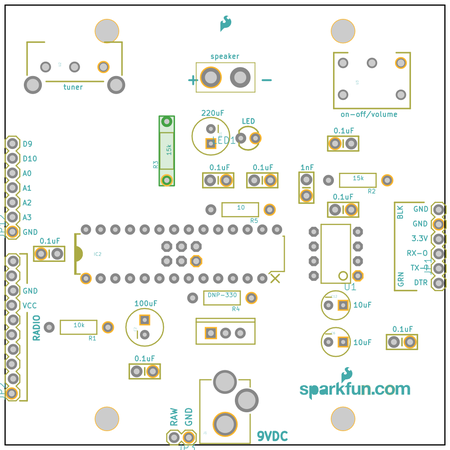 speaker
+ −
tuner
on-off/volume
220uF
LED
LED1
15k
R3
0.1uF
D9
D10
A0
A1
A2
A3
GND
0.1uF
0.1uF
1nF
15k
R2
0.1uF
10
R5
BLK
GND
GND
3.3V
RX-O
TX-O
DTR
GRN
0.1uF
IC2
U1
GND
VCC
RADIO
DNP-330
R4
100uF
10uF
10k
R1
10uF
0.1uF
0.1uF
sparkfun.com
RAW
GND
9VDC